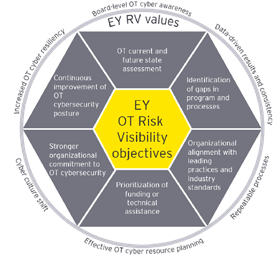 Board-level OT cyber awareness
EY RV values
Data-driven results and consistency
Increased OT cyber resiliency
OT current and
future state
assessment
Continuous
improvement of
OT
cybersecurity
posture
Identification
of gaps in
program and
processes
EY
OT Risk
Visibility
objectives
Stronger
organizational
commitment to
OT cybersecurity
Organizational
alignment with
leading
practices and
industry
standards
Prioritization of
funding or
technical
assistance
Cyber culture shift
Repeatable processes
Effective OT cyber resource planning